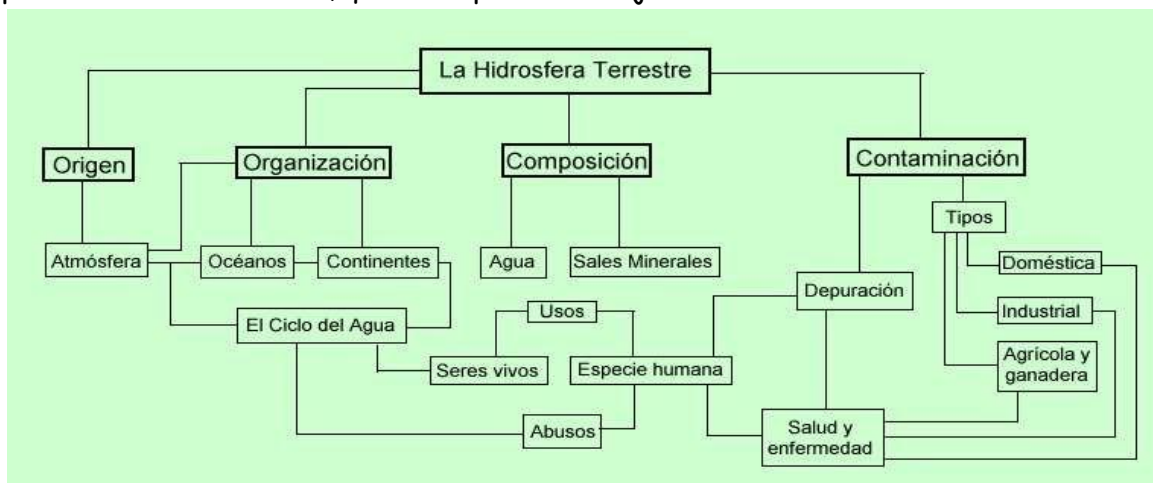 La Hidrosfera Terrestre
Origen
Organización
Composición
Contaminación
Tipos
Atmósfera
Océanos
Continentes
Agua
Sales Minerales
Doméstica
Depuración
Usos
Industrial
El Ciclo del Agua
Seres vivos
Especie humana
Agrícola y
ganadera
Abusos
Salud y
enfermedad